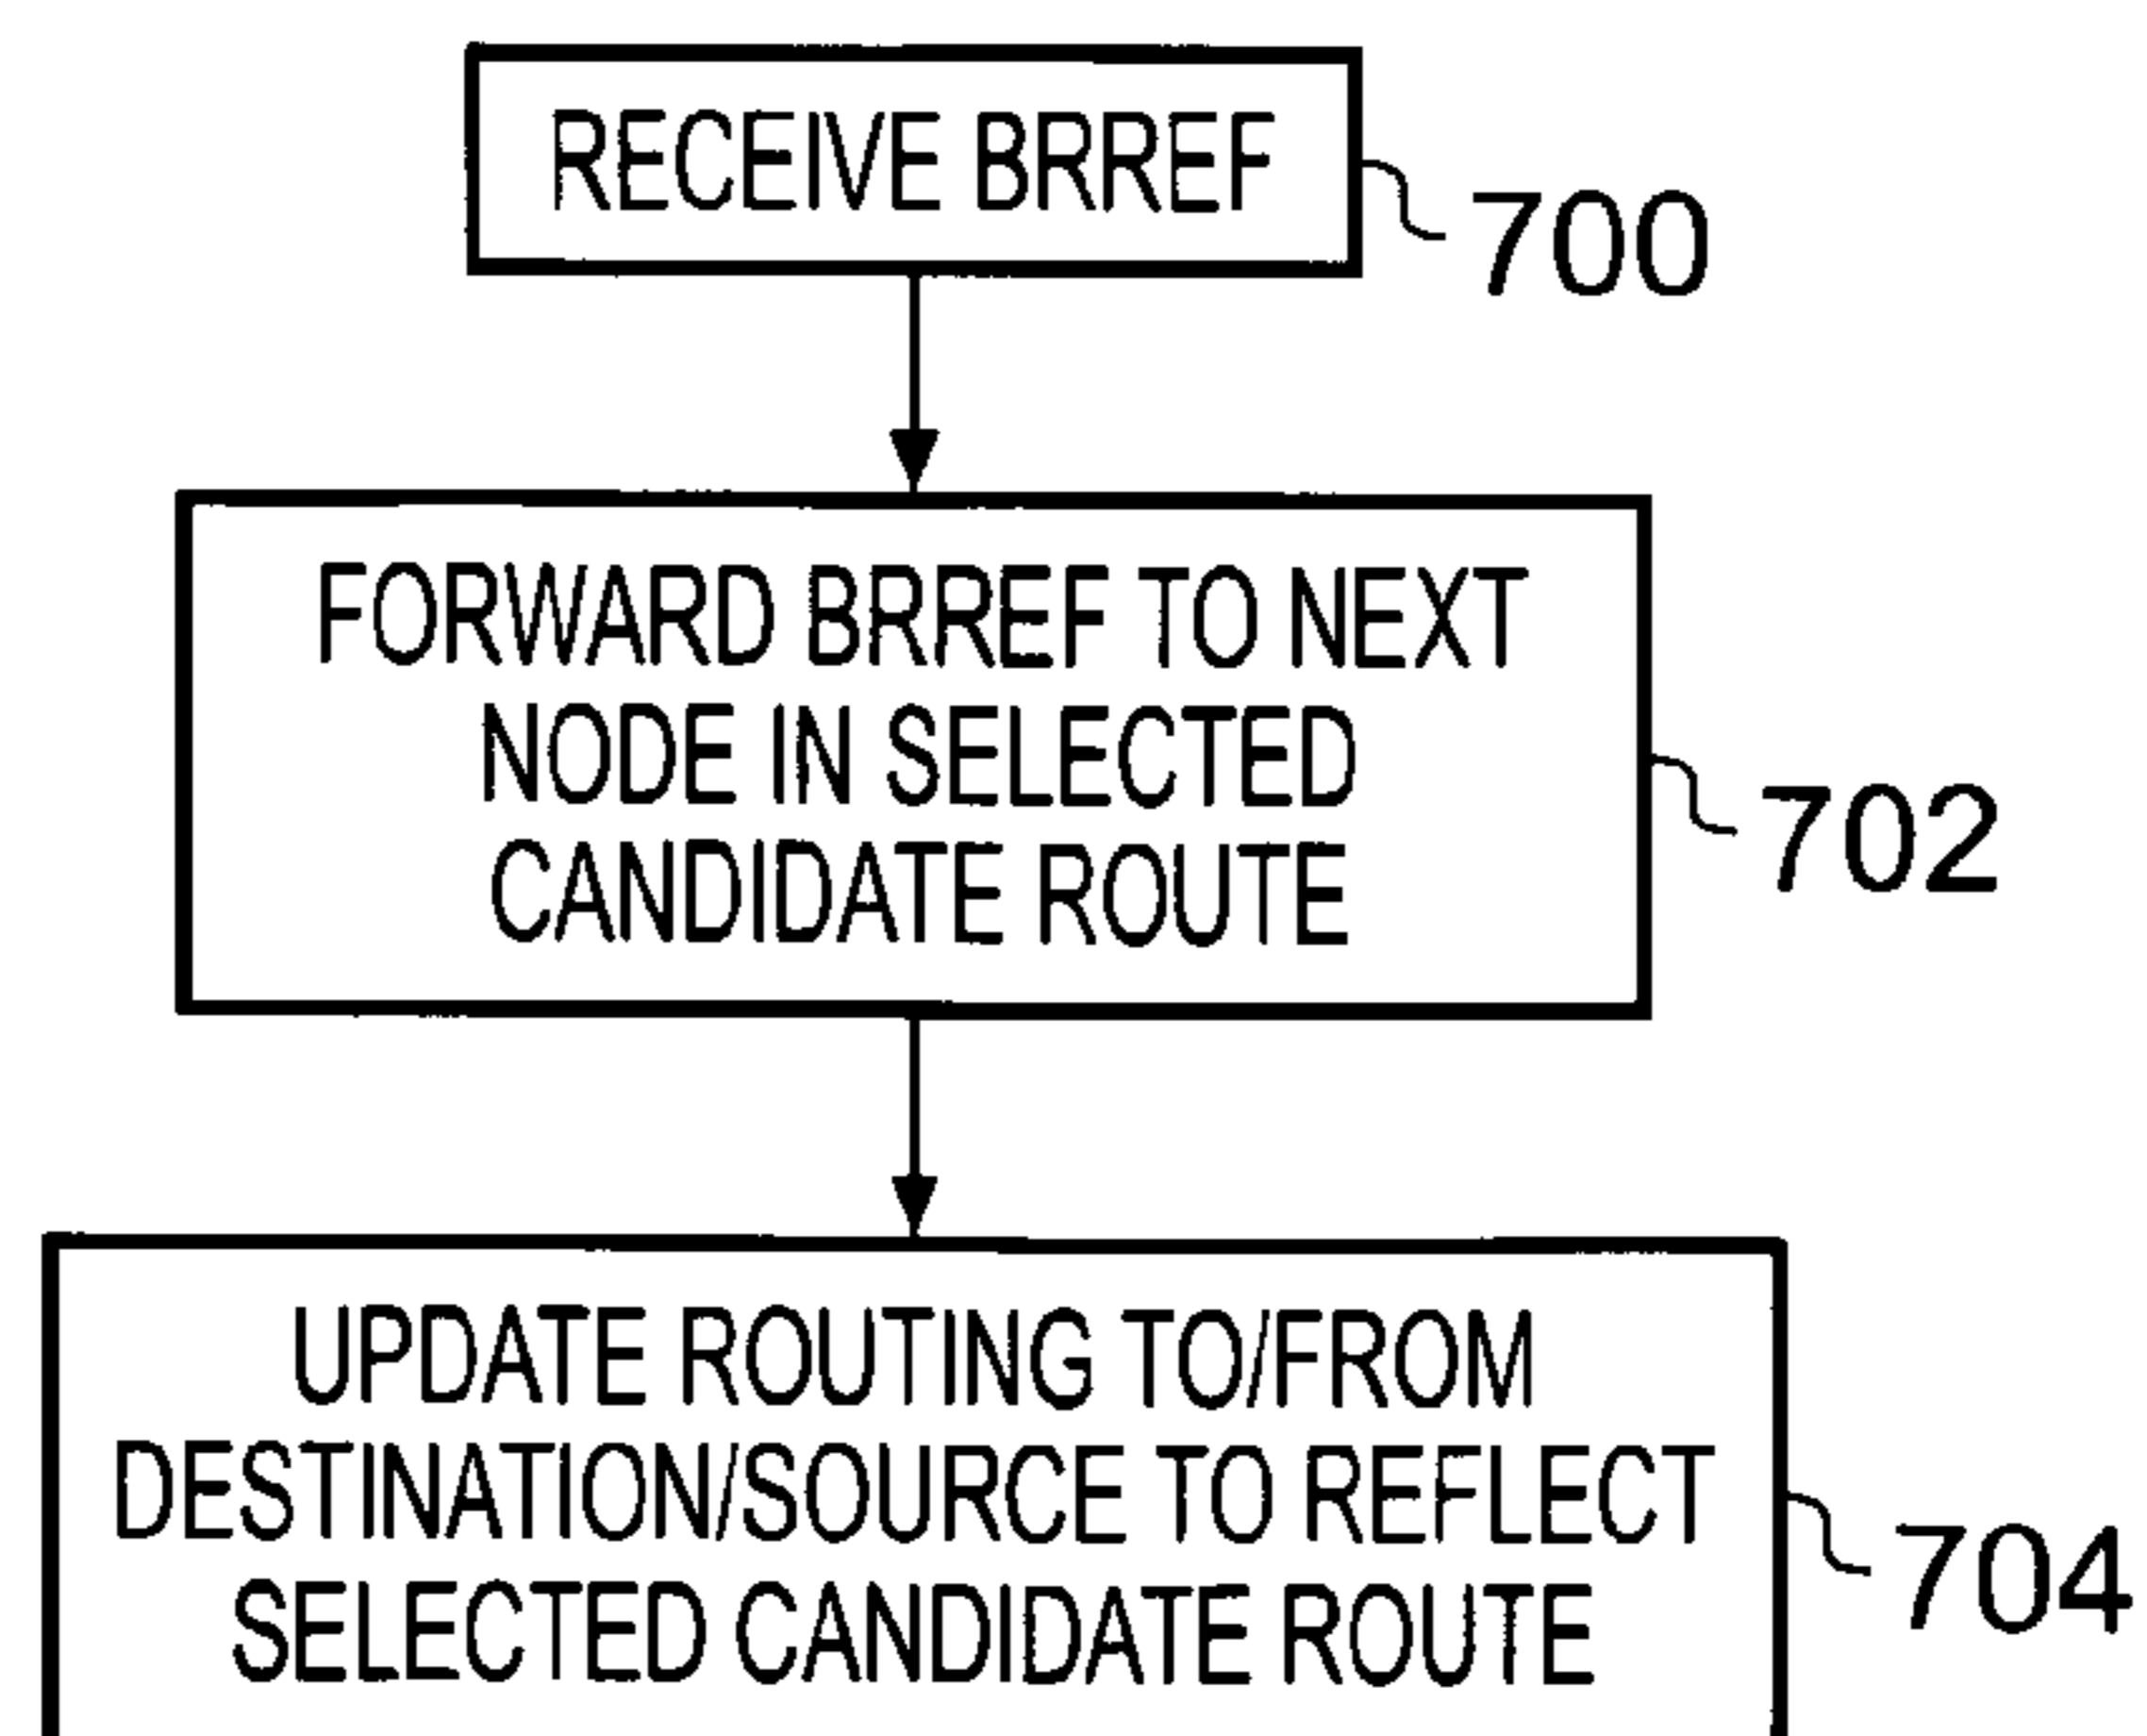 RECEIVE BRREF
700
FORWARD BRREF TO NEXT
NODE IN SELECTED
CANDIDATE ROUTE
702
UPDATE ROUTING TO/FROM
DESTINATION/SOURCE TO REFLECT
SELECTED CANDIDATE ROUTE
704